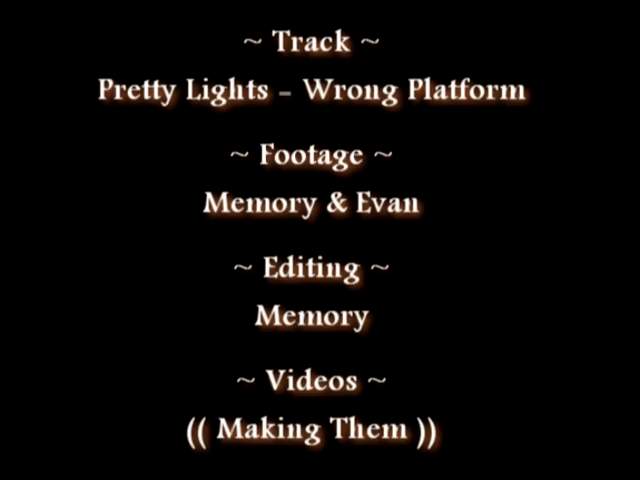 ~ Track ~
Pretty Lights - Wrong Platform
~ Footage ~
Memory & Evan
~ Editing ~
Memory
~ Videos ~
(( Making Them ))